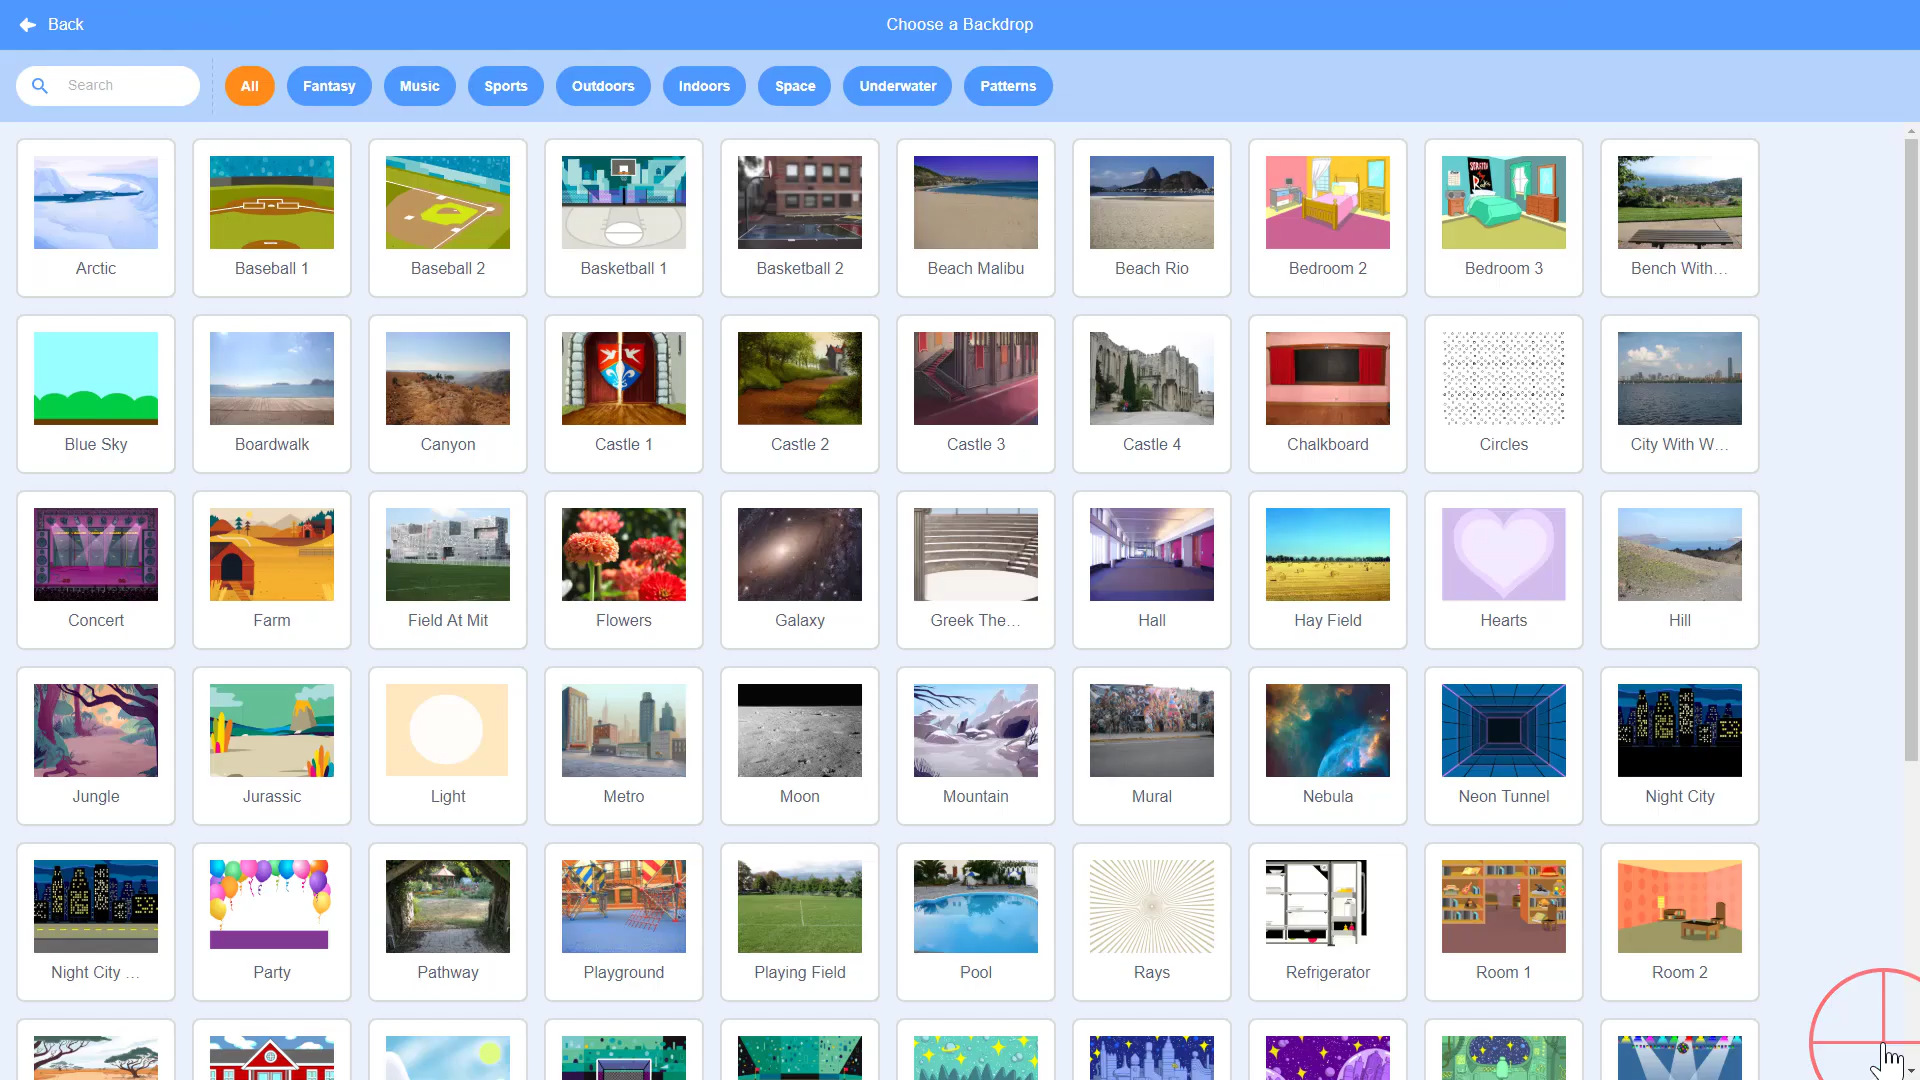 Back
Choose a Backdrop
Search
All
Fantasy
Music
Sports
Outdoors
Indoors
Space
Underwater
Patterns
Arctic
Baseball 1
Baseball 2
Basketball 1
Basketball 2
Beach Malibu
Beach Rio
Bedroom 2
Bedroom 3
Bench With...
Blue Sky
Boardwalk
Canyon
Castle 1
Castle 2
Castle 3
Castle 4
Chalkboard
Circles
City With W...
Concert
Farm
Field At Mit
Flowers
Galaxy
Greek The...
Hall
Hay Field
Hearts
Hill
Jungle
Jurassic
Light
Metro
Moon
Mountain
Mural
Nebula
Neon Tunnel
Night City
Night City ...
Party
Pathway
Playground
Playing Field
Pool
Rays
Refrigerator
Room 1
Room 2